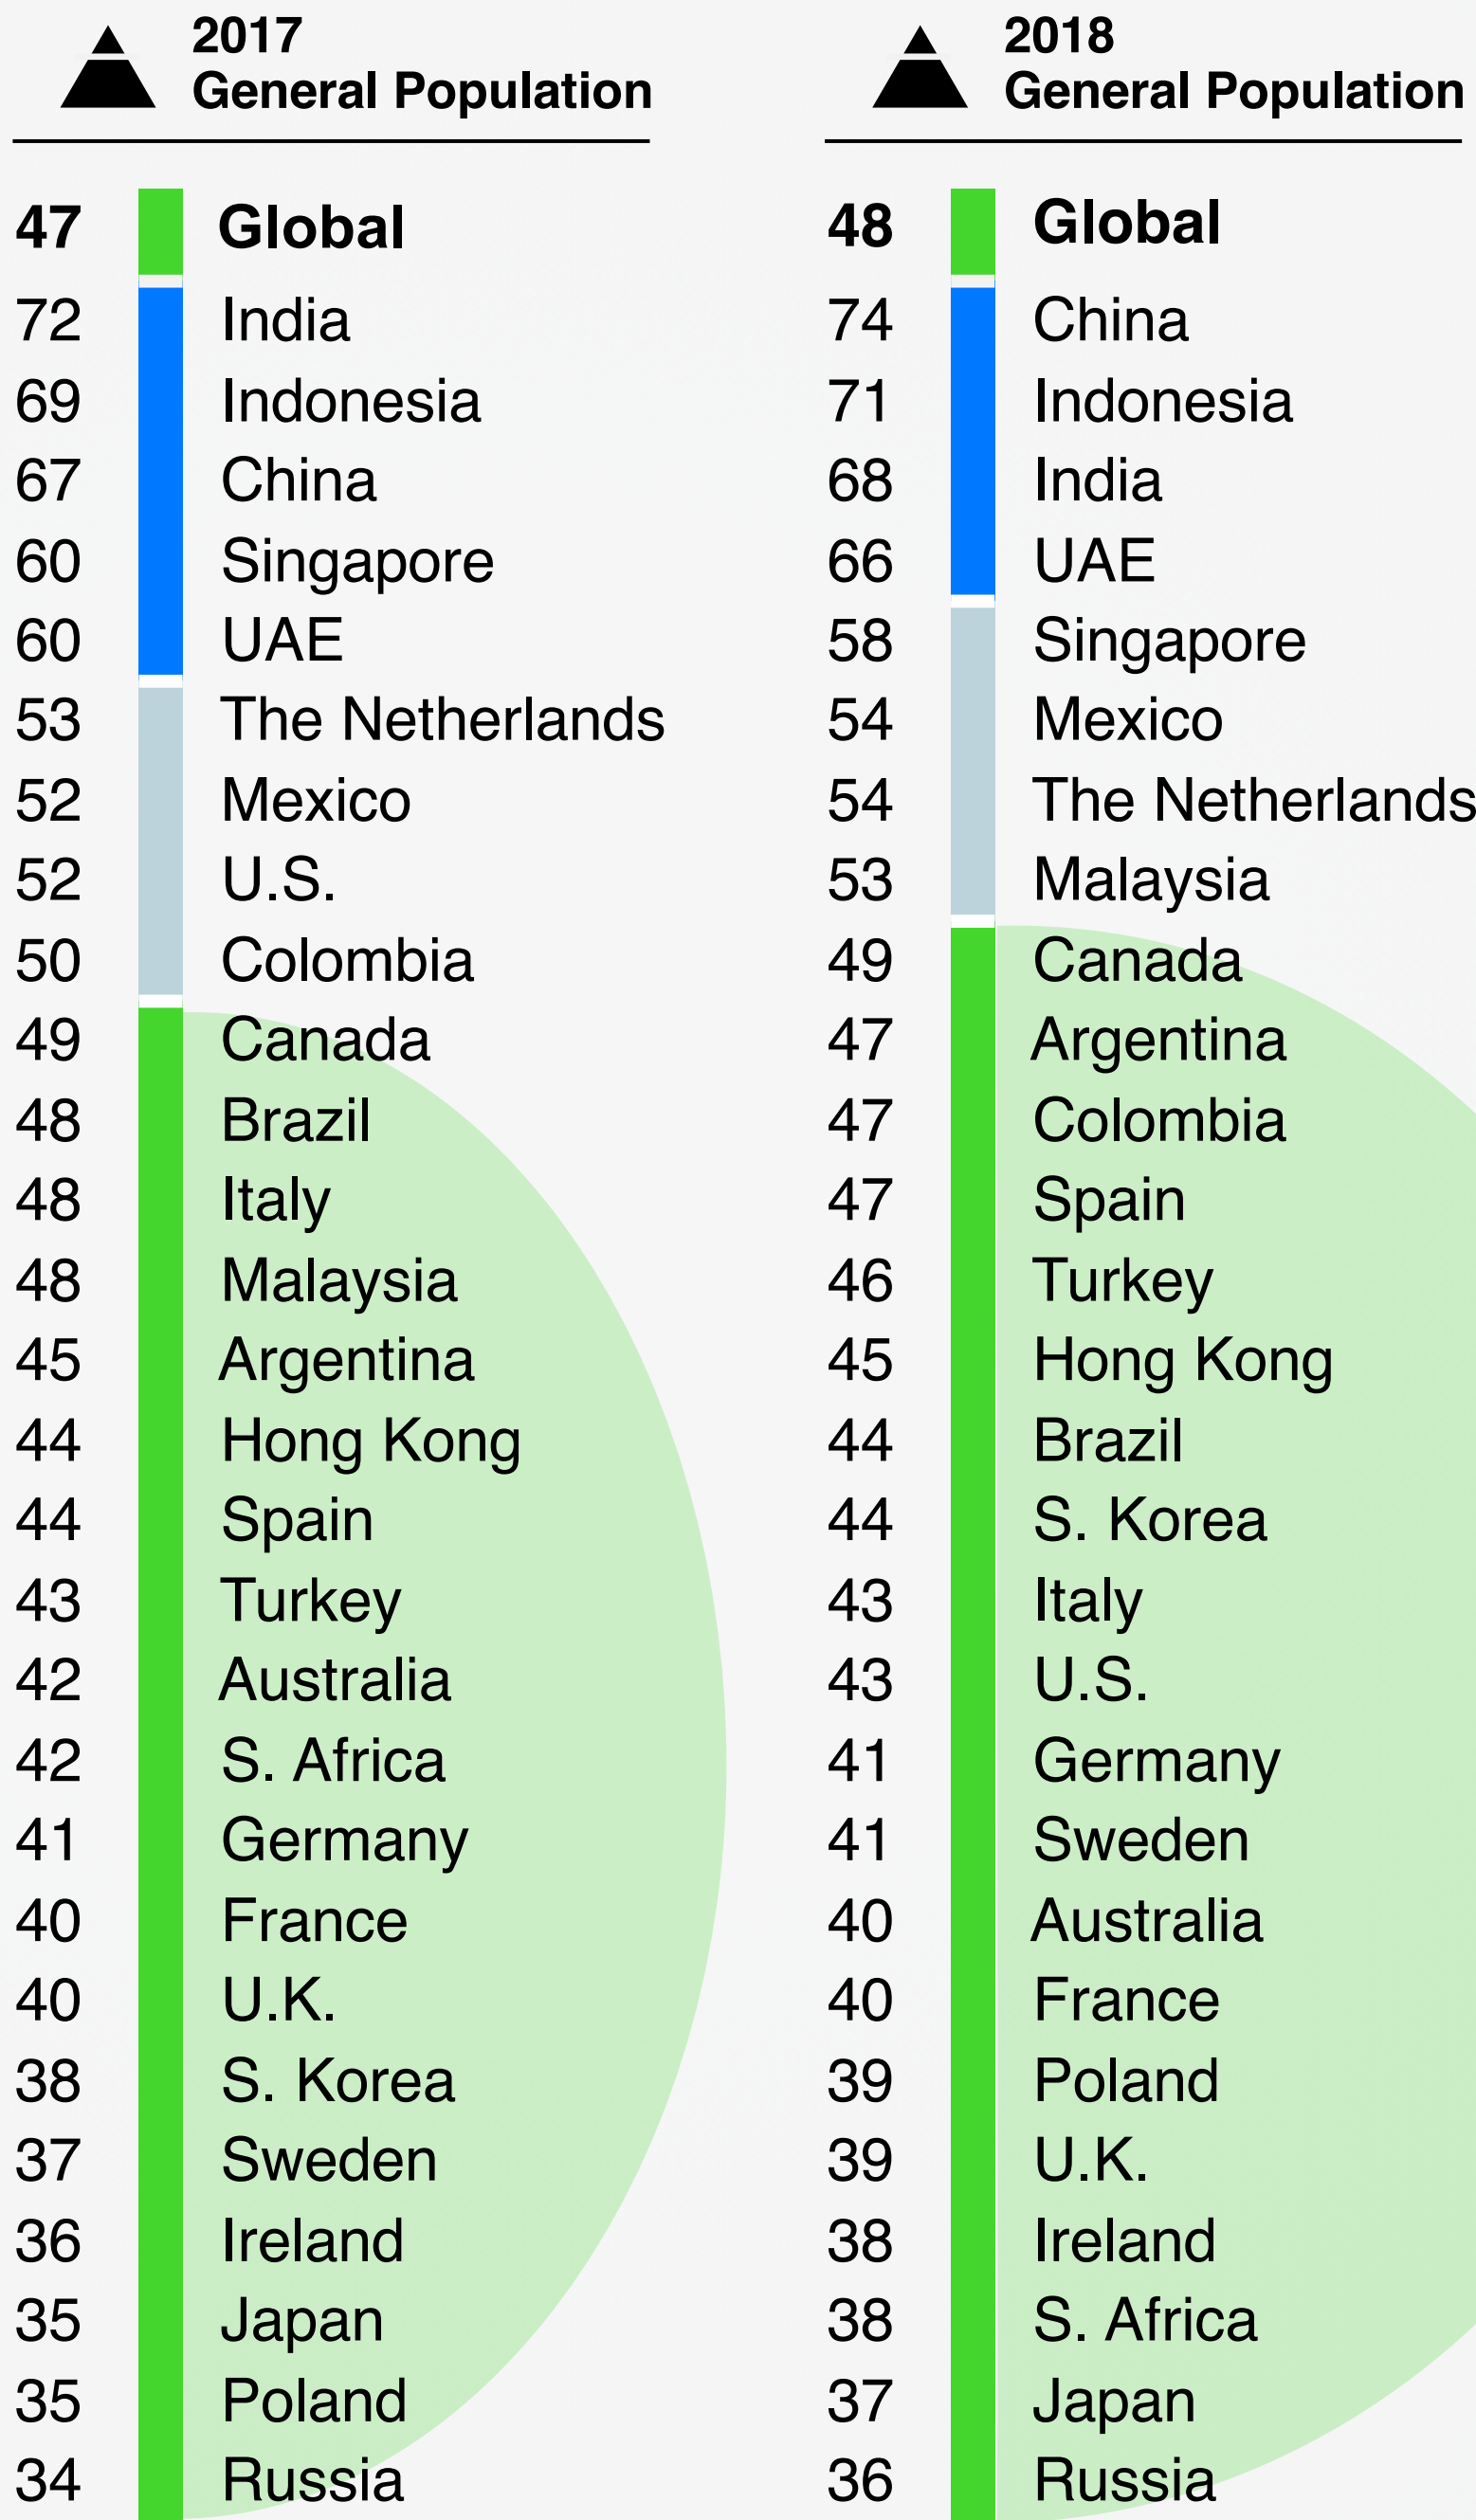 2017
General Population
47 Global
72 India
69 Indonesia
67 China
60 Singapore
60 UAE
53 The Netherlands
52 Mexico
52 U.S.
50 Colombia
49 Canada
48 Brazil
48 Italy
48 Malaysia
45 Argentina
44 Hong Kong
44 Spain
43 Turkey
42 Australia
42 S. Africa
41 Germany
40 France
40 U.K.
38 S. Korea
37 Sweden
36 Ireland
35 Japan
35 Poland
34 Russia
2018
General Population
48 Global
74 China
71 Indonesia
68 India
66 UAE
58 Singapore
54 Mexico
54 The Netherlands
53 Malaysia
49 Canada
47 Argentina
47 Colombia
47 Spain
46 Turkey
45 Hong Kong
44 Brazil
44 S. Korea
43 Italy
43 U.S.
41 Germany
41 Sweden
40 Australia
40 France
39 Poland
39 U.K.
38 Ireland
38 S. Africa
37 Japan
36 Russia